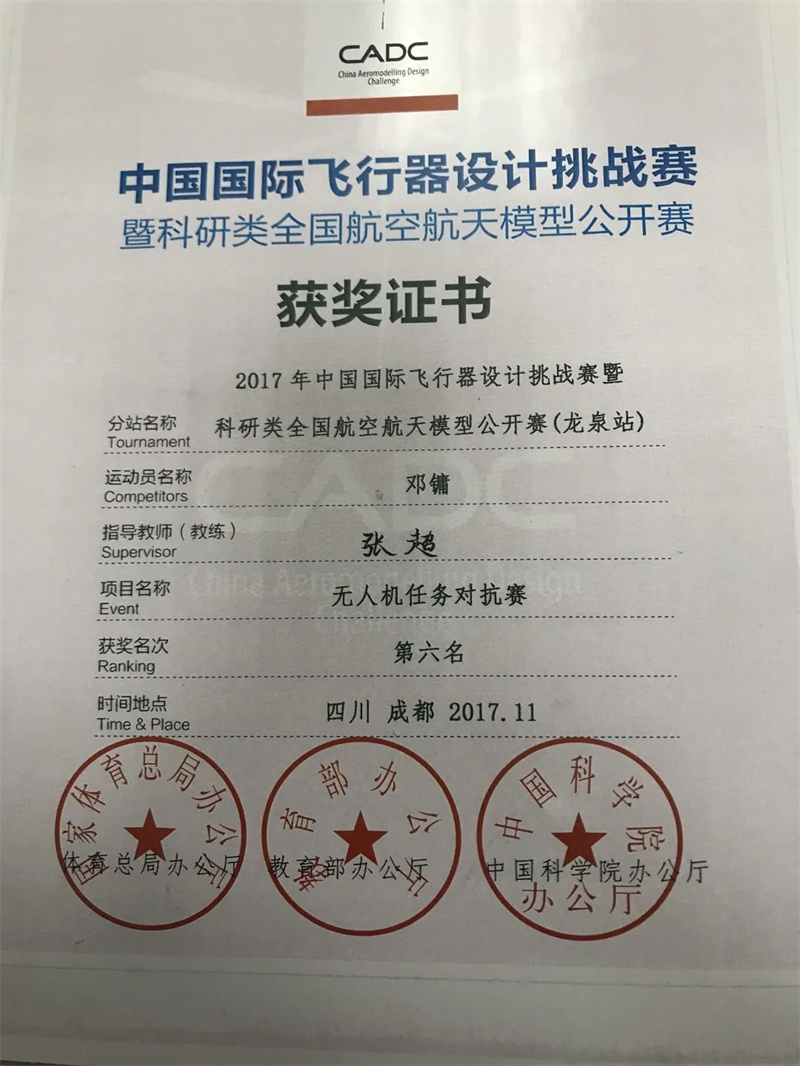 CADC
China Aeromodelling Design
Challenge
中国国际飞行器设计挑战赛
暨科研类全国航空航天模型公开赛
获奖证书
2017 年中国国际飞行器设计挑战赛暨
分站名称 科研类全国航空航天模型公开赛(龙泉站)
Tournament
运动员名称 邓镛
Competitors
指导教师（教练） 张超
Supervisor
项目名称 无人机任务对抗赛
Event
获奖名次 第六名
Ranking
时间地点 四川 成都 2017.11
Time & Place
国家体育总局办公厅
教育部办公厅
中国科学院
办公厅
体育总局办公厅 教育部办公厅 中国科学院办公厅
CADC
China Aeromodelling Design
Challenge